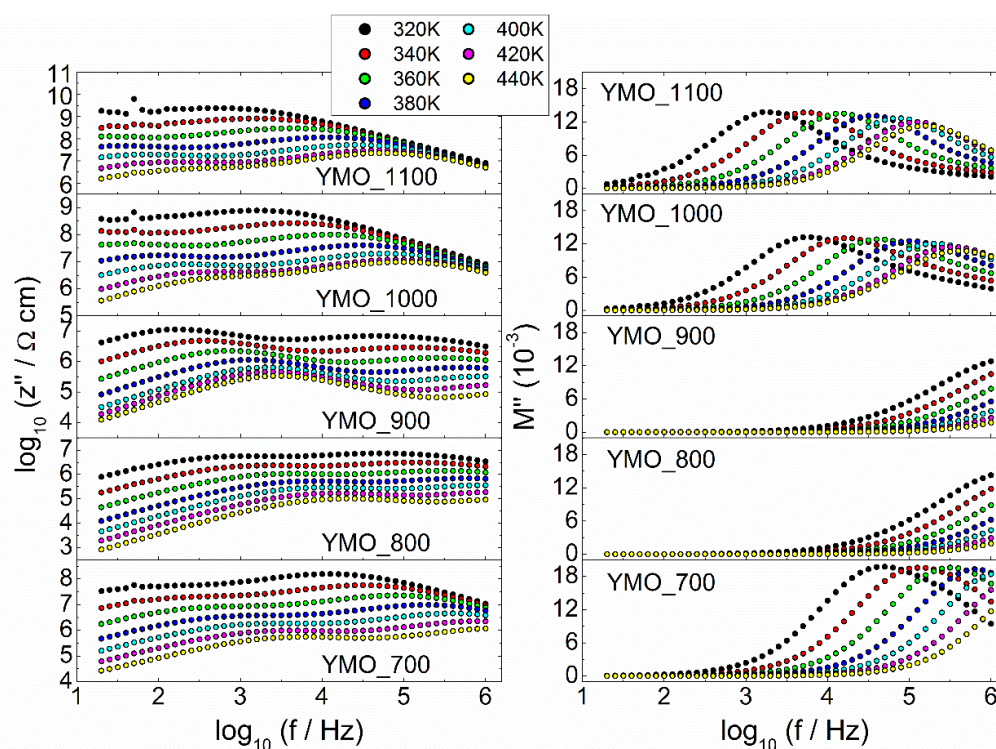 320K 400K
340K 420K
360K 440K
380K
11
10
9
8
7
6
YMO_1100
9
8
7
6
5
YMO_1000
7
6
5
4
YMO_900
7
6
5
4
3
YMO_800
8
7
6
5
4
YMO_700
1 2 3 4 5 6
log10 (f / Hz)
log10 (z'' / Ω cm)
18
12
6
0
YMO_1100
18
12
6
0
YMO_1000
18
12
6
0
YMO_900
18
12
6
0
YMO_800
18
12
6
0
YMO_700
1 2 3 4 5 6
log10 (f / Hz)
M'' (10-3)